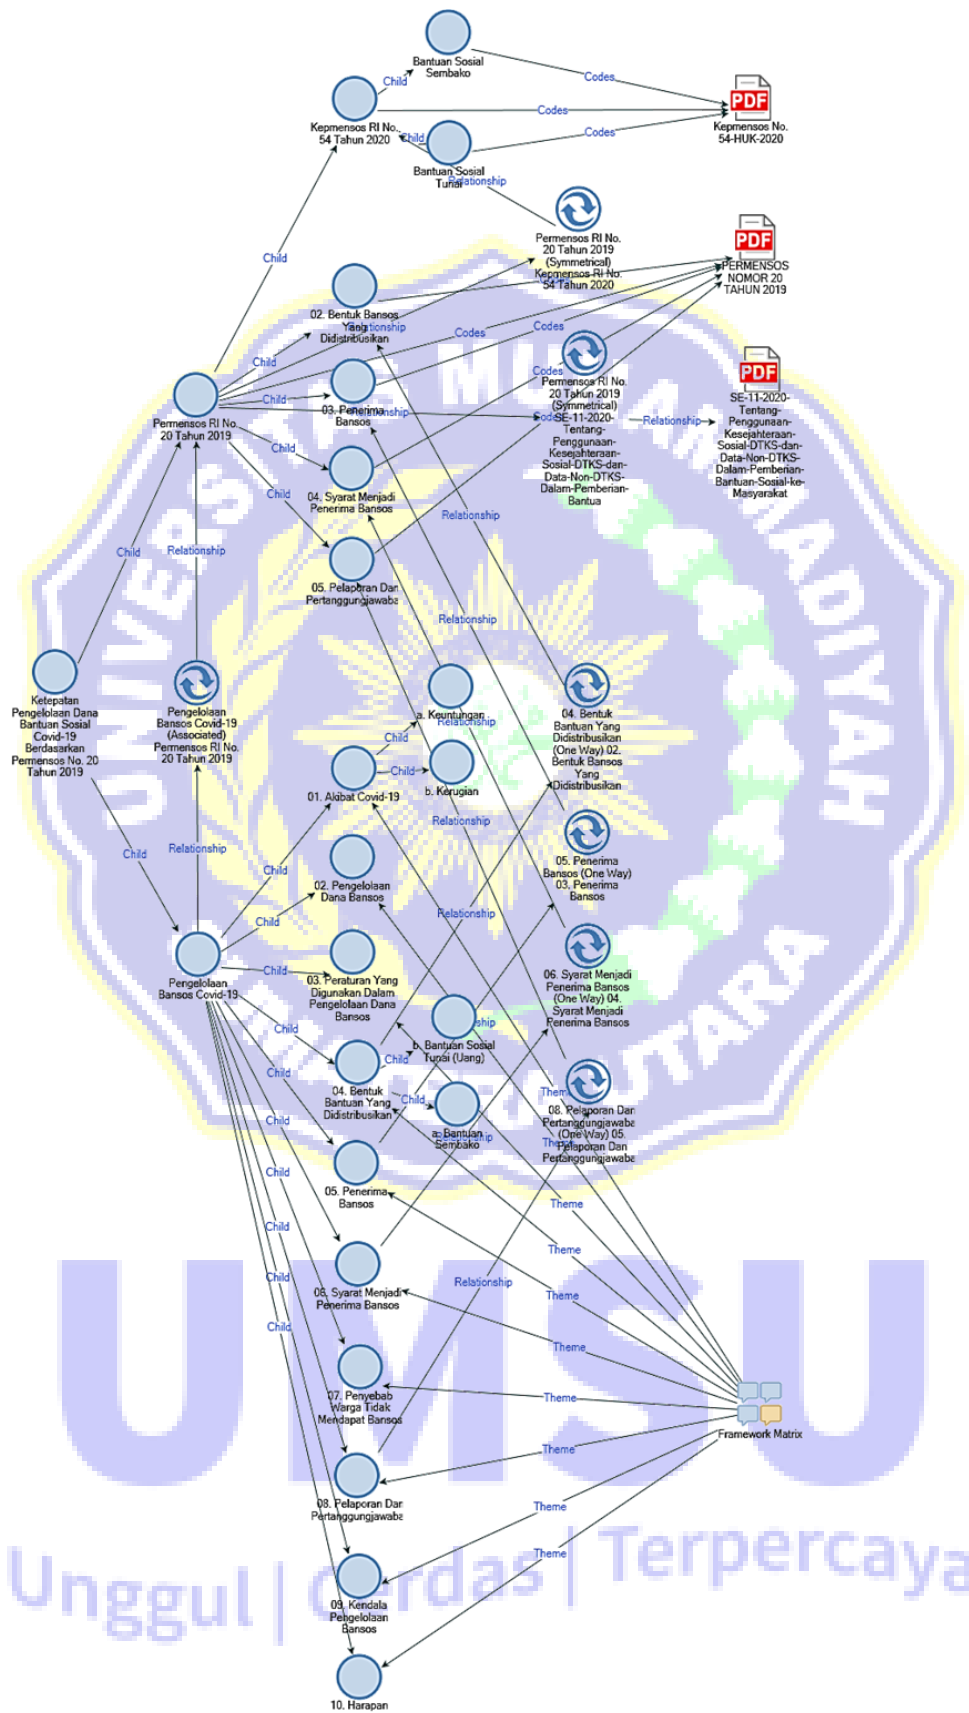 Bantuan Sosial
Sembako
Child
Codes
Kepmensos RI No.
54 Tahun 2020
Codes
Kepmensos No.
54-HUK-2020
Child
Codes
Bantuan Sosial
Tunai
Relationship
Permensos RI No.
20 Tahun 2019
(Symmetrical)
Kepmensos RI No.
54 Tahun 2020
PERMENSOS
NOMOR 20
TAHUN 2019
Child
02. Bentuk Bansos
Yang
Didistribusikan
Relationship
Codes
Codes
Child
Permensos RI No.
20 Tahun 2019
Child
03. Penerima
Bansos
Relationship
Codes
Codes
Permensos RI No.
20 Tahun 2019
(Symmetrical)
SE-11-2020-
Tentang-
Penggunaan-
Kesejahteraan-
Sosial-DTKS-dan-
Data-Non-DTKS-
Dalam-Pemberian-
Bantua
Relationship
SE-11-2020-
Tentang-
Penggunaan-
Kesejahteraan-
Sosial-DTKS-dan-
Data-Non-DTKS-
Dalam-Pemberian-
Bantuan-Sosial-ke-
Masyarakat
Child
04. Syarat Menjadi
Penerima Bansos
Child
Relationship
Child
Relationship
05. Pelaporan Dan
Pertanggungjawaba
Relationship
Ketepatan
Pengelolaan Dana
Bantuan Sosial
Covid-19
Berdasarkan
Permensos No. 20
Tahun 2019
Pengelolaan
Bansos Covid-19
(Associated)
Permensos RI No.
20 Tahun 2019
a. Keuntungan
Relationship
04. Bentuk
Bantuan Yang
Didistribusikan
(One Way) 02.
Bentuk Bansos
Yang
Didistribusikan
Child
Child
01. Akibat Covid-19
b. Kerugian
Relationship
Child
Relationship
Child
05. Penerima
Bansos (One Way)
03. Penerima
Bansos
02. Pengelolaan
Dana Bansos
Child
Relationship
Pengelolaan
Bansos Covid-19
Child
03. Peraturan Yang
Digunakan Dalam
Pengelolaan Dana
Bansos
06. Syarat Menjadi
Penerima Bansos
(One Way) 04.
Syarat Menjadi
Penerima Bansos
Child
b. Bantuan Sosial
Tunai (Uang)
Child
Child
04. Bentuk
Bantuan Yang
Didistribusikan
Child
a. Bantuan
Sembako
Relationship
Theme
Theme
08. Pelaporan Dan
Pertanggungjawaba
(One Way) 05.
Pelaporan Dan
Pertanggungjawaba
Child
05. Penerima
Bansos
Child
Theme
Child
Theme
Child
Relationship
Theme
06. Syarat Menjadi
Penerima Bansos
Child
Theme
07. Penyebab
Warga Tidak
Mendapat Bansos
Theme
Framework Matrix
Theme
08. Pelaporan Dan
Pertanggungjawaba
Theme
Theme
09. Kendala
Pengelolaan
Bansos
10. Harapan
PDF
PDF
PDF
UMSU
Unggul | Cerdas | Terpercaya